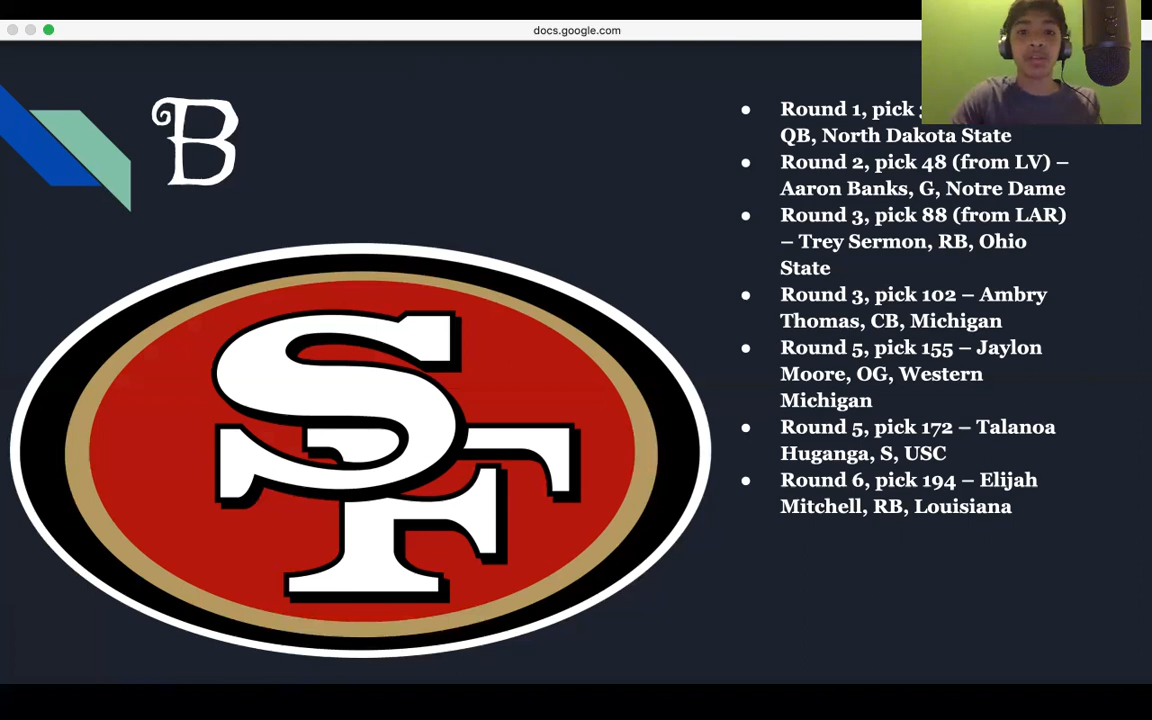 docs.google.com
B
Round 1, pick
QB, North Dakota State
Round 2, pick 48 (from LV) –
Aaron Banks, G, Notre Dame
Round 3, pick 88 (from LAR)
– Trey Sermon, RB, Ohio
State
Round 3, pick 102 – Ambry
Thomas, CB, Michigan
Round 5, pick 155 – Jaylon
Moore, OG, Western
Michigan
Round 5, pick 172 – Talanoa
Huganga, S, USC
Round 6, pick 194 – Elijah
Mitchell, RB, Louisiana
SF